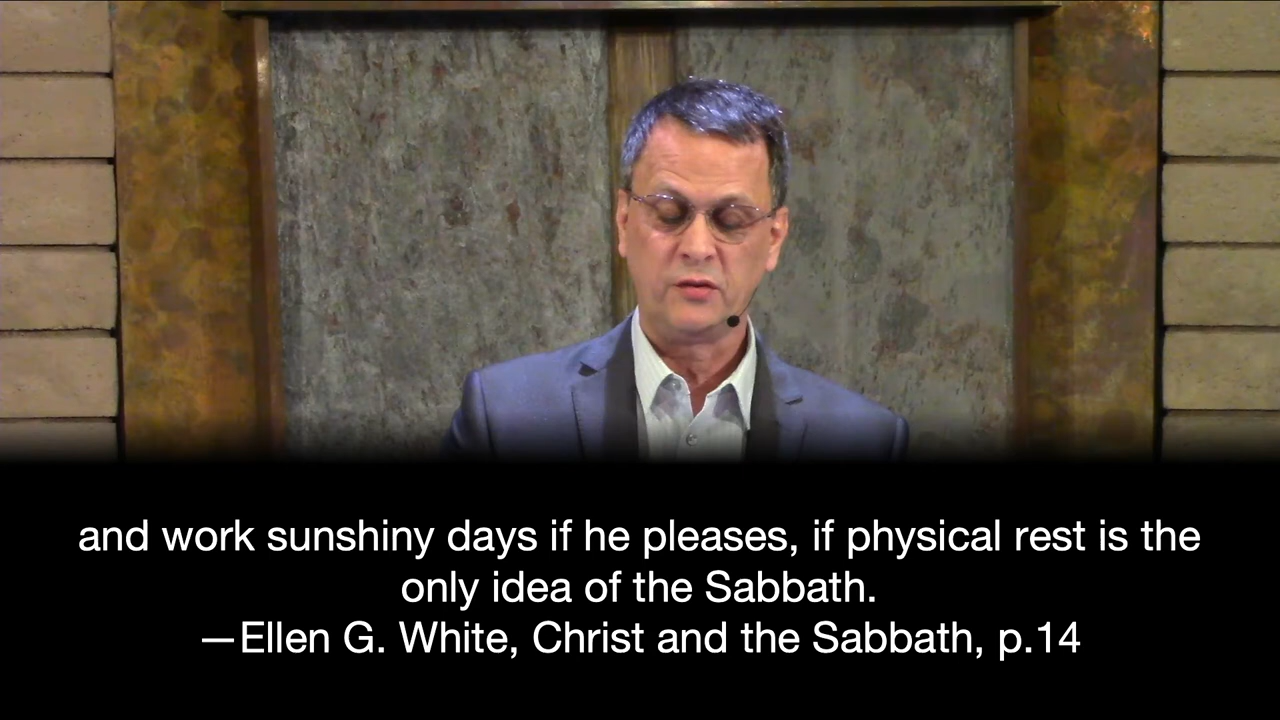 and work sunshiny days if he pleases, if physical rest is the
only idea of the Sabbath.
—Ellen G. White, Christ and the Sabbath, p.14